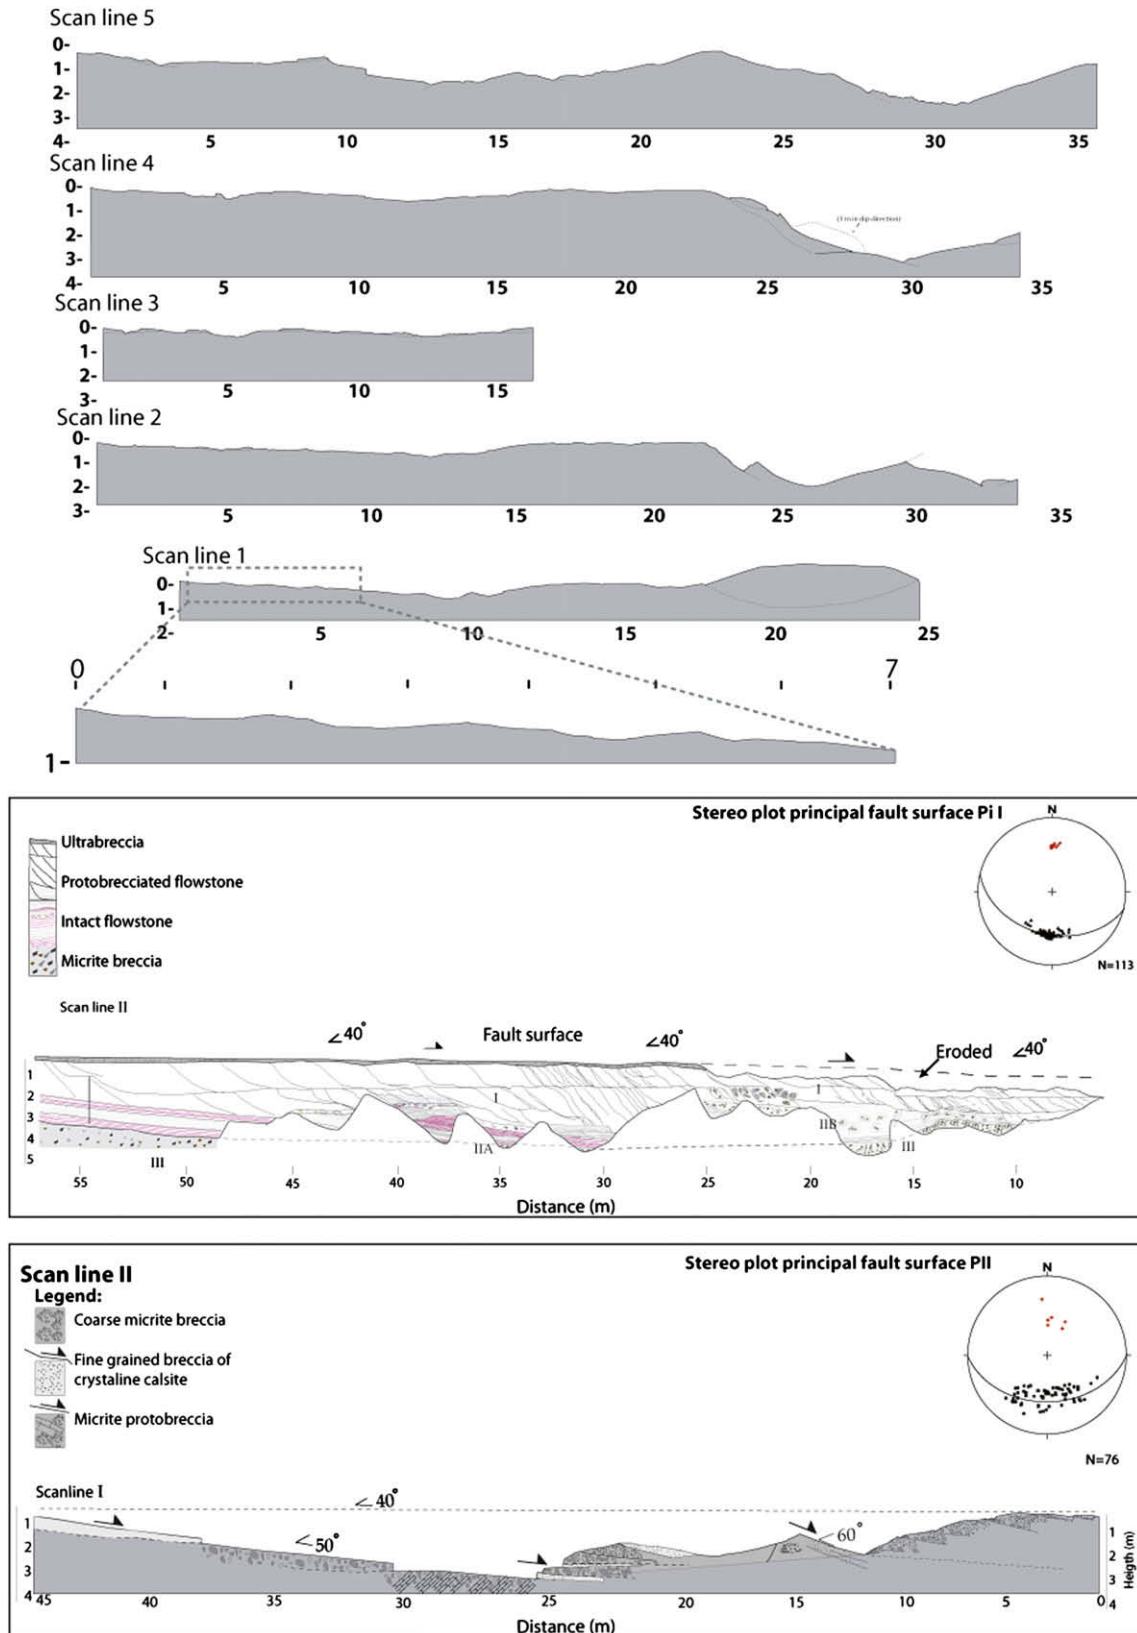 Scan line 5
0-
1-
2-
3-
4-
5 10 15 20 25 30 35
Scan line 4
0-
1-
2-
3-
4-
(3 m in dip direction)
5 10 15 20 25 30 35
Scan line 3
0-
1-
2-
3-
5 10 15
Scan line 2
0-
1-
2-
3-
5 10 15 20 25 30 35
Scan line 1
0-
1-
2-
5 10 15 20 25
0 7
1-
Stereo plot principal fault surface Pi I
N
N=113
Ultrabreccia
Protobrecciated flowstone
Intact flowstone
Micrite breccia
Scan line II
∠40° Fault surface ∠40° Eroded ∠40°
1
2
3
4
5
I I
IIA IIB III
III
55 50 45 40 35 30 25 20 15 10
Distance (m)
Scan line II
Stereo plot principal fault surface PII
N
N=76
Legend:
Coarse micrite breccia
Fine grained breccia of
crystaline calsite
Micrite protobreccia
Scanline I
∠40°
∠50°
∠60°
1
2
3
4
1
2
3
4
Heigth (m)
45 40 35 30 25 20 15 10 5 0
Distance (m)